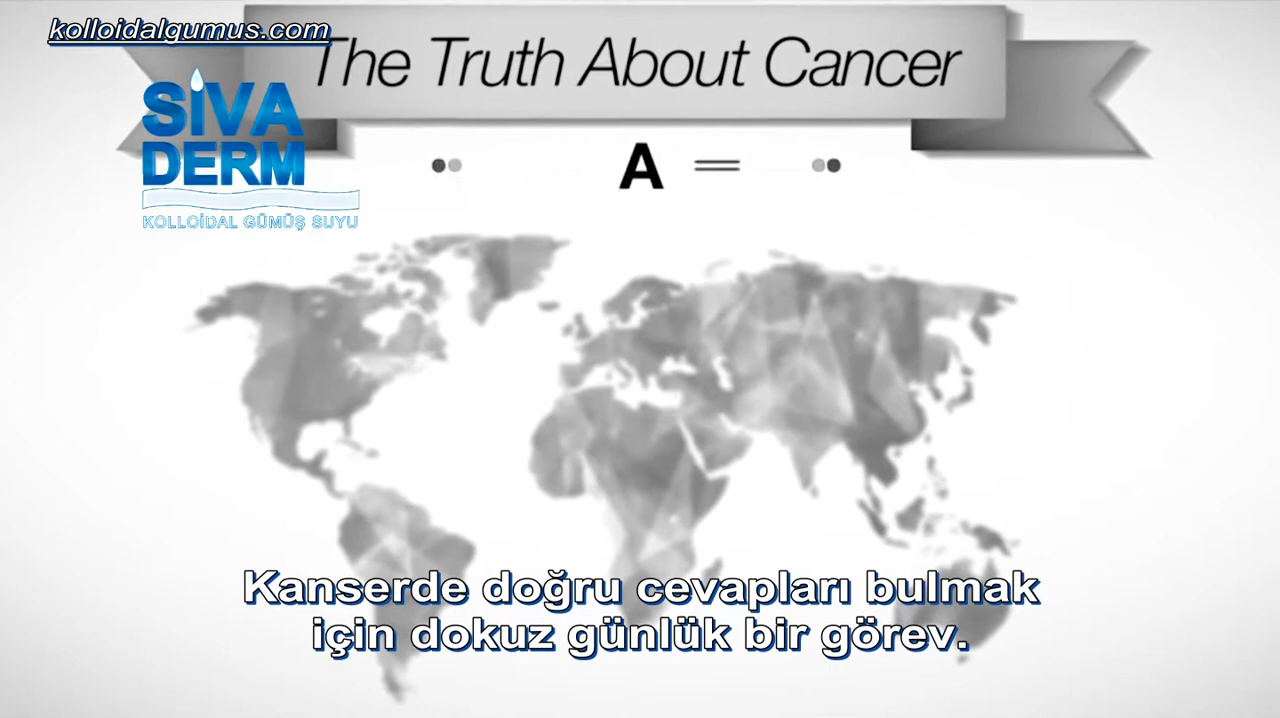 kolloidalgumus.com
The Truth About Cancer
SİVA
DERM
KOLLOİDAL GÜMÜŞ SUYU
A
Kanserde doğru cevapları bulmak
için dokuz günlük bir görev.